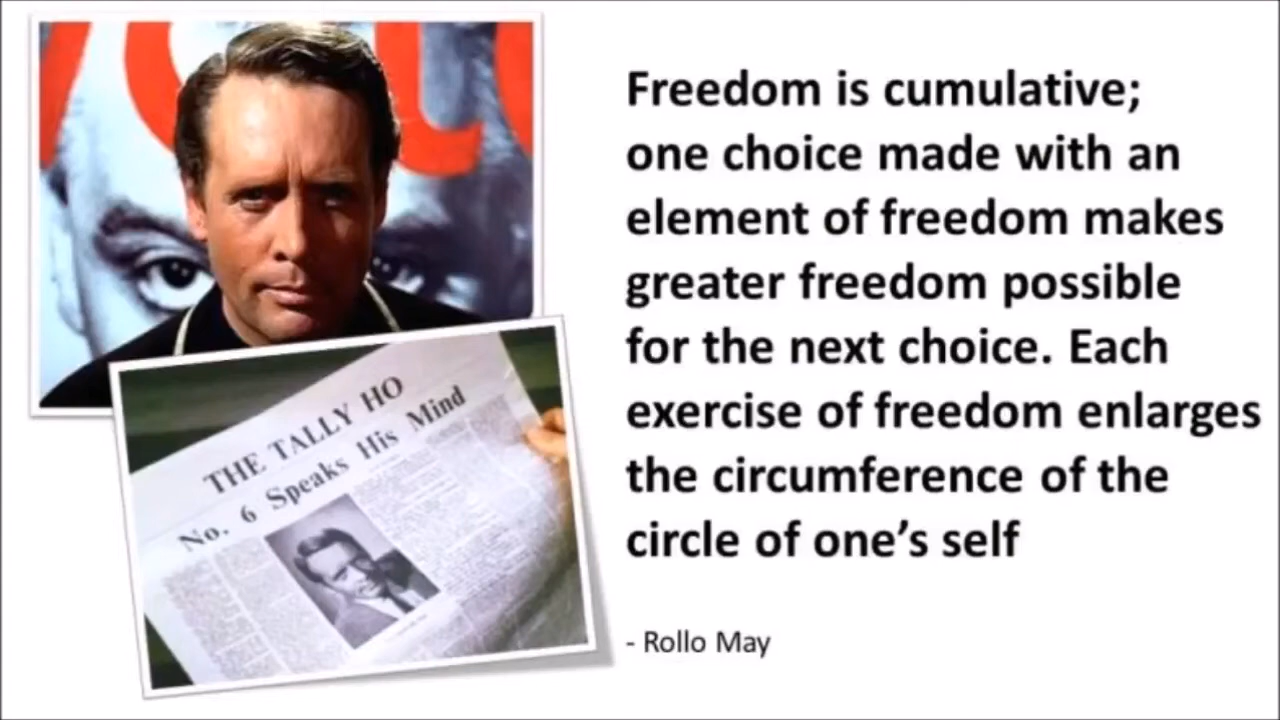 Freedom is cumulative;
one choice made with an
element of freedom makes
greater freedom possible
for the next choice. Each
exercise of freedom enlarges
the circumference of the
circle of one’s self
- Rollo May
THE TALLY HO
No. 6 Speaks His Mind